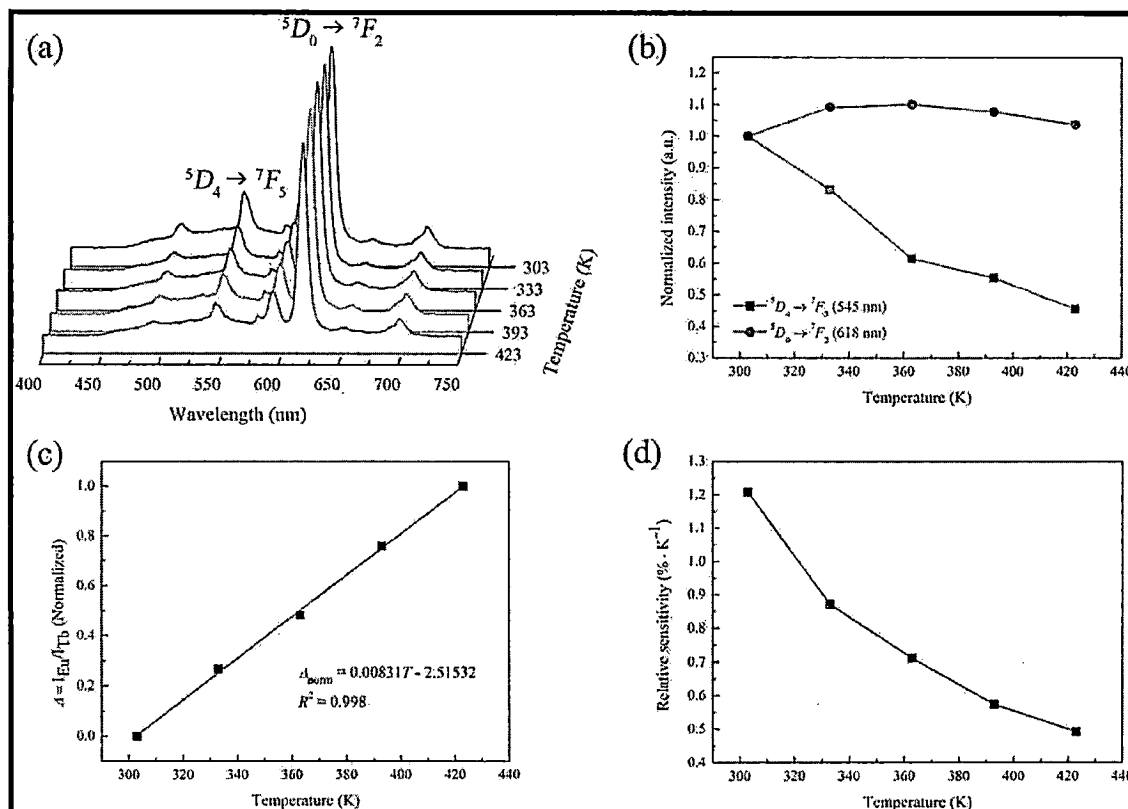 (a)
⁵D₀ → ⁷F₂
⁵D₄ → ⁷F₅
303
333
363
393
423
Temperature (K)
400 450 500 550 600 650 700 750
Wavelength (nm)
(b)
1.2
1.1
1.0
0.9
0.8
0.7
0.6
0.5
0.4
0.3
Normalized intensity (a.u.)
(545 nm)
(618 nm)
300 320 340 360 380 400 420 440
Temperature (K)
(c)
1.0
0.8
0.6
0.4
0.2
0.0
Δ = I_Eu/I_Tb (Normalized)
Δnorm = 0.00831T - 2.51532
R² = 0.998
300 320 340 360 380 400 420 440
Temperature (K)
(d)
1.3
1.2
1.1
1.0
0.9
0.8
0.7
0.6
0.5
0.4
Relative sensitivity (% · K⁻¹)
300 320 340 360 380 400 420 440
Temperature (K)